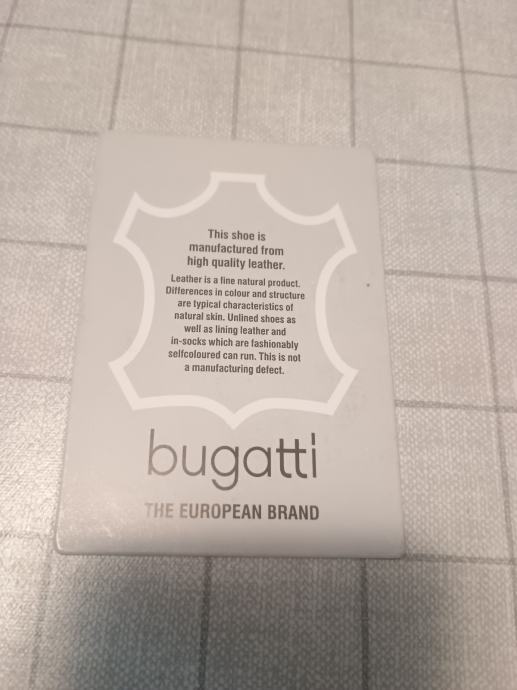 This shoe is
manufactured from
high quality leather.
Leather is a fine natural product.
Differences in colour and structure
are typical characteristics of
natural skin. Unlined shoes as
well as lining leather and
in-socks which are fashionably
selfcoloured can run. This is not
a manufacturing defect.
bugatti
THE EUROPEAN BRAND